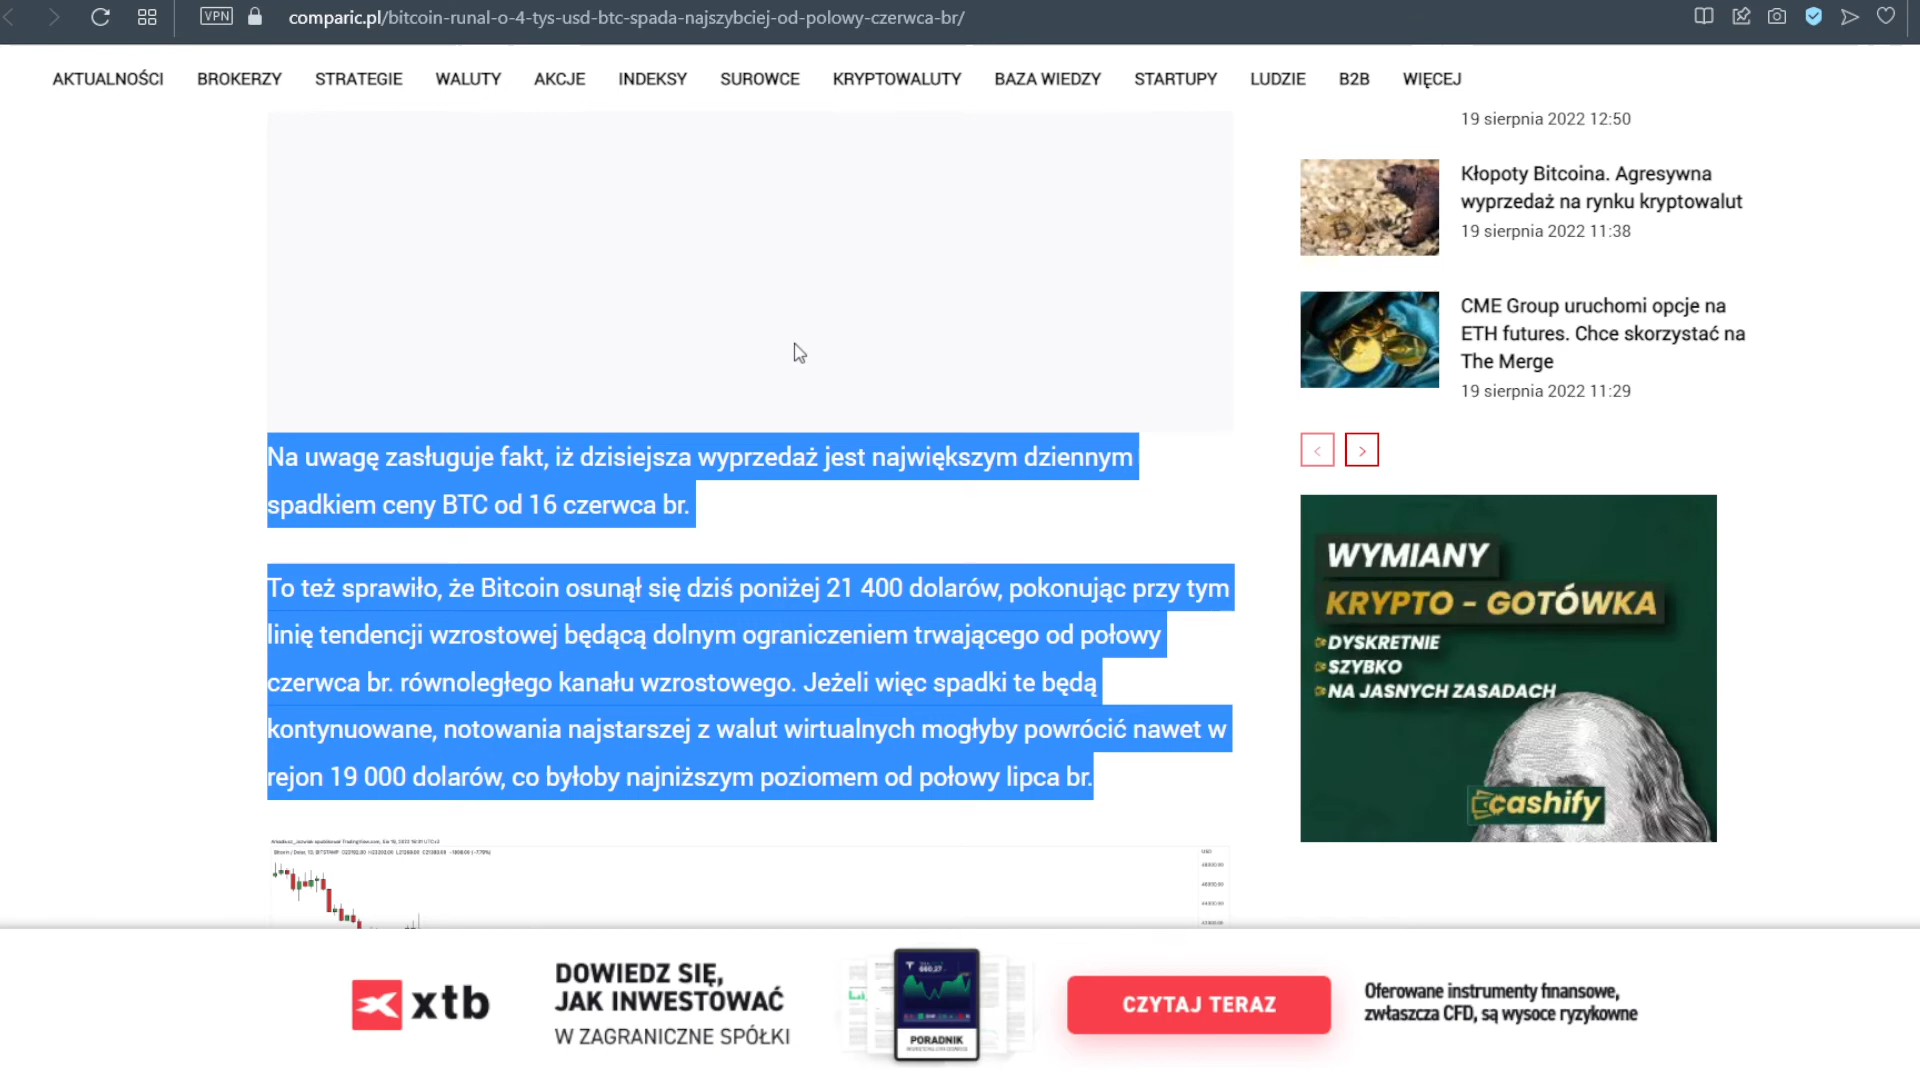 VPN
comparic.pl/bitcoin-runal-o-4-tys-usd-btc-spada-najszybciej-od-polowy-czerwca-br/
AKTUALNOŚCI BROKERZY STRATEGIE WALUTY AKCJE INDEKSY SUROWCE KRYPTOWALUTY BAZA WIEDZY STARTUPY LUDZIE B2B WIĘCEJ
Na uwagę zasługuje fakt, iż dzisiejsza wyprzedaż jest największym dziennym
spadkiem ceny BTC od 16 czerwca br.
To też sprawiło, że Bitcoin osunął się dziś poniżej 21 400 dolarów, pokonując przy tym
linię tendencji wzrostowej będącą dolnym ograniczeniem trwającego od połowy
czerwca br. równoległego kanału wzrostowego. Jeżeli więc spadki te będą
kontynuowane, notowania najstarszej z walut wirtualnych mogłyby powrócić nawet w
rejon 19 000 dolarów, co byłoby najniższym poziomem od połowy lipca br.
USD
19 sierpnia 2022 12:50
Kłopoty Bitcoina. Agresywna
wyprzedaż na rynku kryptowalut
19 sierpnia 2022 11:38
CME Group uruchomi opcje na
ETH futures. Chce skorzystać na
The Merge
19 sierpnia 2022 11:29
WYMIANY
KRYPTO - GOTÓWKA
DYSKRETNIE
SZYBKO
NA JASNYCH ZASADACH
cashify
xtb
DOWIEDZ SIĘ,
JAK INWESTOWAĆ
W ZAGRANICZNE SPÓŁKI
PORADNIK
CZYTAJ TERAZ
Oferowane instrumenty finansowe,
zwłaszcza CFD, są wysoce ryzykowne